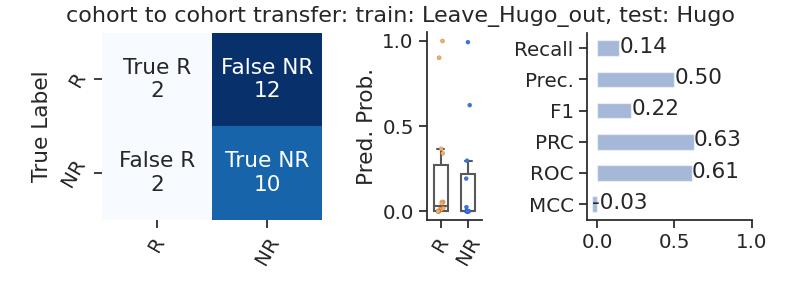 cohort to cohort transfer: train: Leave_Hugo_out, test: Hugo
True Label
R
NR
True R
2
False NR
12
False R
2
True NR
10
R
NR
Pred. Prob.
1.0
0.5
0.0
R
NR
Recall
0.14
Prec.
0.50
F1
0.22
PRC
0.63
ROC
0.61
MCC
-0.03
0.0
0.5
1.0